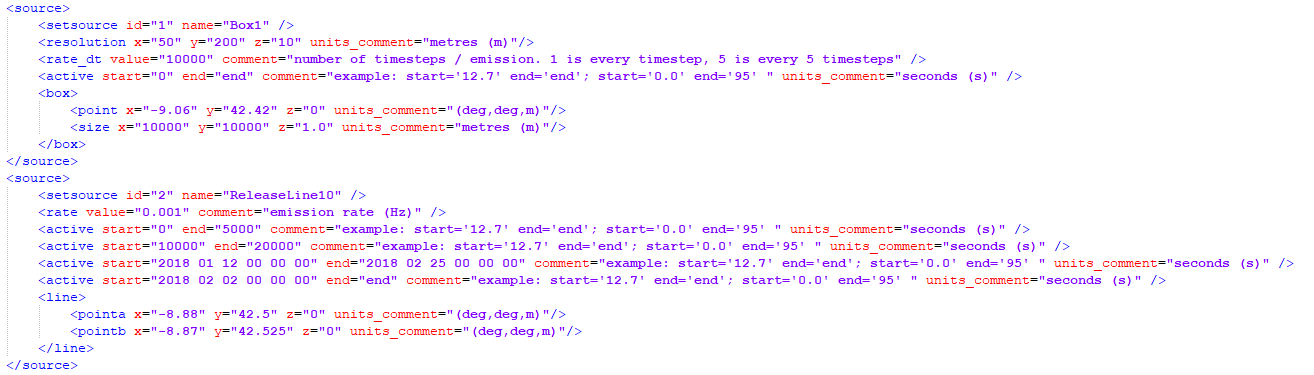 <source>
<setsource id="1" name="Box1" />
<resolution x="50" y="200" z="10" units_comment="metres (m)"/>
<rate_dt value="10000" comment="number of timesteps / emission. 1 is every timestep, 5 is every 5 timesteps" />
<active start="0" end="end" comment="example: start='12.7' end='end'; start='0.0' end='95' " units_comment="seconds (s)" />
<box>
<point x="-9.06" y="42.42" z="0" units_comment="(deg,deg,m)"/>
<size x="10000" y="10000" z="1.0" units_comment="metres (m)"/>
</box>
</source>
<source>
<setsource id="2" name="ReleaseLine10" />
<rate value="0.001" comment="emission rate (Hz)" />
<active start="0" end="5000" comment="example: start='12.7' end='end'; start='0.0' end='95' " units_comment="seconds (s)" />
<active start="10000" end="20000" comment="example: start='12.7' end='end'; start='0.0' end='95' " units_comment="seconds (s)" />
<active start="2018 01 12 00 00 00" end="2018 02 25 00 00 00" comment="example: start='12.7' end='end'; start='0.0' end='95' " units_comment="seconds (s)" />
<active start="2018 02 02 00 00 00" end="end" comment="example: start='12.7' end='end'; start='0.0' end='95' " units_comment="seconds (s)" />
<line>
<pointa x="-8.88" y="42.5" z="0" units_comment="(deg,deg,m)"/>
<pointb x="-8.87" y="42.525" z="0" units_comment="(deg,deg,m)"/>
</line>
</source>